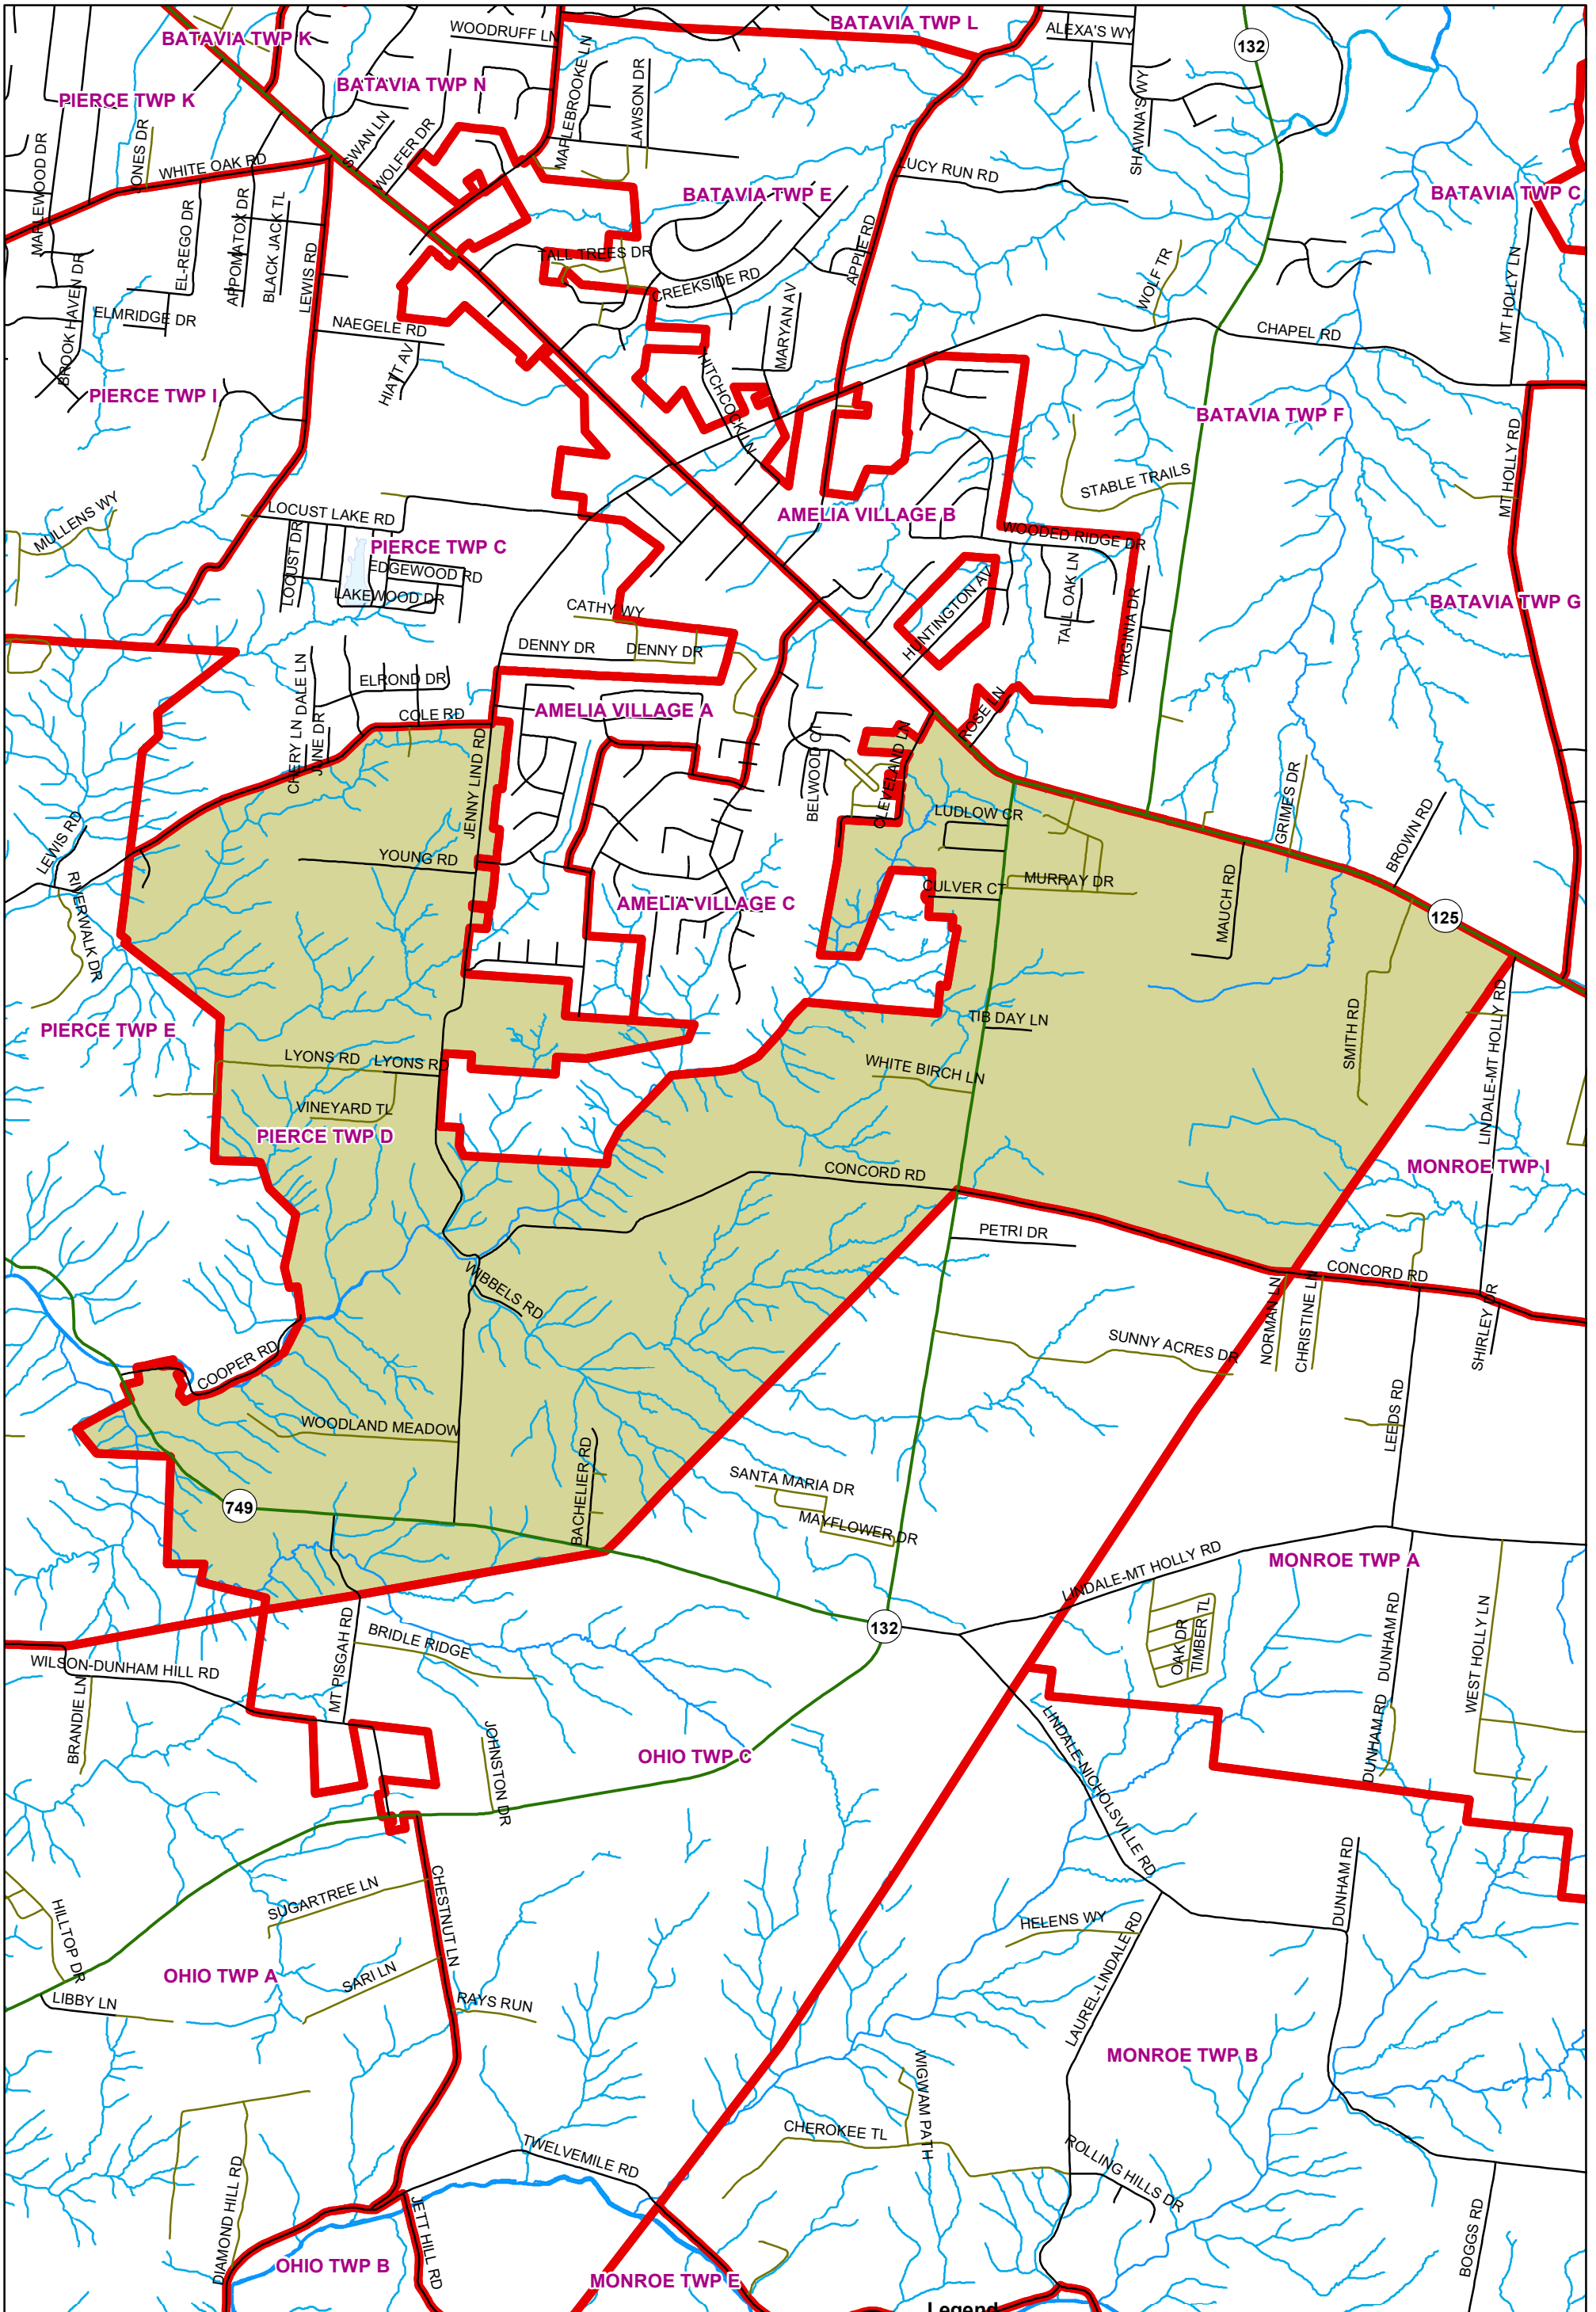 BATAVIA TWP K
BATAVIA TWP L
WOODRUFF LN
ALEXA'S WY
132
BATAVIA TWP N
MAPLEBROOKE LN
LAWSON DR
SHAWNA'S WY
PIERCE TWP K
MARLEWOOD DR
JONES DR
SWAN LN
WOLFER DR
WHITE OAK RD
LUCY RUN RD
BATAVIA TWP E
BATAVIA TWP C
EL-REGO DR
APPOMATOX DR
BLACK JACK TL
LEWIS RD
TALL TREES DR
CREEKSIDE RD
APPLE RD
WOLF TR
MT HOLLY LN
BROOK HAVEN DR
ELMRIDGE DR
NAEGELE RD
MARYAN AV
CHAPEL RD
HIATT AV
HITCHCOCK LN
PIERCE TWP I
BATAVIA TWP F
MT HOLLY RD
STABLE TRAILS
MULLENS WY
LOCUST LAKE RD
AMELIA VILLAGE B
WOODED RIDGE DR
PIERCE TWP C
LOCUST DR
EDGEWOOD RD
LAKEWOOD DR
CATHY WY
HUNTINGTON AV
TALL OAK LN
VIRGINIA DR
BATAVIA TWP G
DENNY DR
DENNY DR
CHERY LN
DALE LN
JUNE DR
ELROND DR
COLE RD
AMELIA VILLAGE A
ROSE LN
JENNY LIND RD
BELWOOD CT
CLEVELAND LN
LUDLOW CR
GRIMES DR
BROWN RD
LEWIS RD
YOUNG RD
RIVERWALK DR
AMELIA VILLAGE C
CULVER CT
MURRAY DR
MAUCH RD
125
PIERCE TWP E
TIB DAY LN
SMITH RD
LINDALE-MT HOLLY RD
LYONS RD
LYONS RD
WHITE BIRCH LN
VINEYARD TL
PIERCE TWP D
CONCORD RD
MONROE TWP I
PETRI DR
WIBBELS RD
CONCORD RD
NORMAN LN
CHRISTINE LN
SHIRLEY DR
COOPER RD
SUNNY ACRES DR
LEEDS RD
WOODLAND MEADOW
BACHELIER RD
SANTA MARIA DR
MAYFLOWER DR
749
LINDALE-MT HOLLY RD
MONROE TWP A
132
OAK DR
TIMBER TL
DUNHAM RD
WEST HOLLY LN
MT PISGAH RD
BRIDLE RIDGE
WILSON-DUNHAM HILL RD
BRANDIE LN
JOHNSTON DR
OHIO TWP C
LINDALE-NICHOLSVILLE RD
DUNHAM RD
DUNHAM RD
HILLTOP DR
SUGARTREE LN
CHESTNUT LN
HELENS WY
LAUREL-LINDALE RD
OHIO TWP A
SARI LN
LIBBY LN
RAYS RUN
MONROE TWP B
WIGWAM PATH
CHEROKEE TL
TWELVEMILE RD
ROLLING HILLS DR
DIAMOND HILL RD
JETT HILL RD
BOGGS RD
OHIO TWP B
MONROE TWP E
Legend